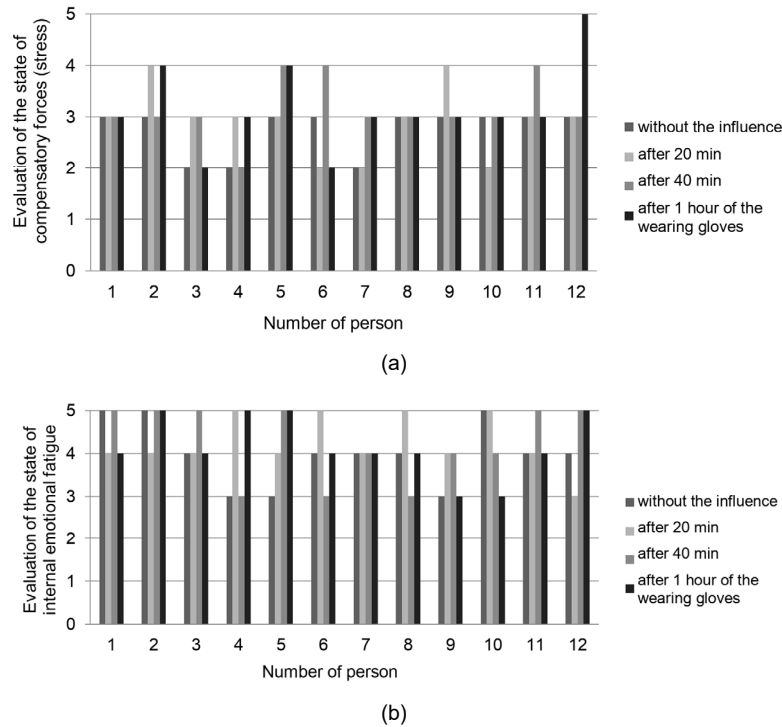 Evaluation of the state of
compensatory forces (stress)
5
4
3
2
1
0
1 2 3 4 5 6 7 8 9 10 11 12
Number of person
without the influence
after 20 min
after 40 min
after 1 hour of the
wearing gloves
(a)
Evaluation of the state of
internal emotional fatigue
5
4
3
2
1
0
1 2 3 4 5 6 7 8 9 10 11 12
Number of person
without the influence
after 20 min
after 40 min
after 1 hour of the
wearing gloves
(b)